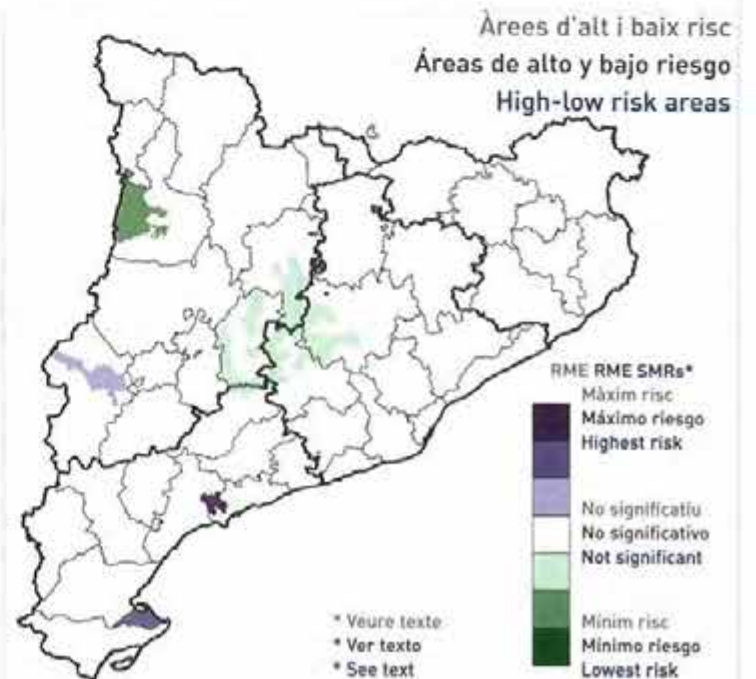 Àrees d'alt i baix risc
Áreas de alto y bajo riesgo
High-low risk areas
RME RME SMRs*
Màxim risc
Máximo riesgo
Highest risk
No significatiu
No significativo
Not significant
Mínim risc
Mínimo riesgo
Lowest risk
* Veure texte
* Ver texto
* See text